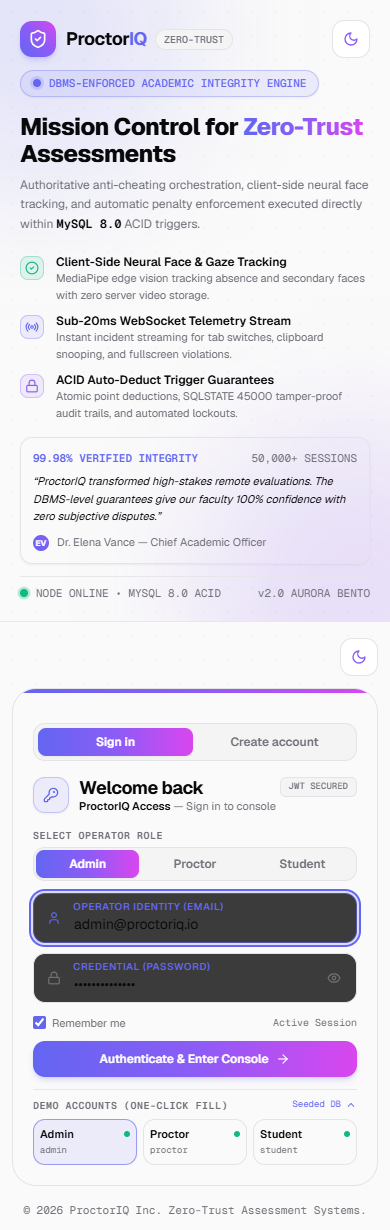 ProctorIQ ZERO-TRUST
DBMS-ENFORCED ACADEMIC INTEGRITY ENGINE
Mission Control for Zero-Trust
Assessments
Authoritative anti-cheating orchestration, client-side neural face
tracking, and automatic penalty enforcement executed directly
within MySQL 8.0 ACID triggers.
Client-Side Neural Face & Gaze Tracking
MediaPipe edge vision tracking absence and secondary faces
with zero server video storage.
Sub-20ms WebSocket Telemetry Stream
Instant incident streaming for tab switches, clipboard
snooping, and fullscreen violations.
ACID Auto-Deduct Trigger Guarantees
Atomic point deductions, SQLSTATE 45000 tamper-proof
audit trails, and automated lockouts.
99.98% VERIFIED INTEGRITY 50,000+ SESSIONS
“ProctorIQ transformed high-stakes remote evaluations. The
DBMS-level guarantees give our faculty 100% confidence with
zero subjective disputes.”
EV Dr. Elena Vance — Chief Academic Officer
NODE ONLINE • MYSQL 8.0 ACID v2.0 AURORA BENTO
Sign in Create account
Welcome back JWT SECURED
ProctorIQ Access — Sign in to console
SELECT OPERATOR ROLE
Admin Proctor Student
OPERATOR IDENTITY (EMAIL)
admin@proctoriq.io
CREDENTIAL (PASSWORD)
••••••••••••••
Remember me Active Session
Authenticate & Enter Console →
DEMO ACCOUNTS (ONE-CLICK FILL) Seeded DB
Admin Proctor Student
admin proctor student
© 2026 ProctorIQ Inc. Zero-Trust Assessment Systems.